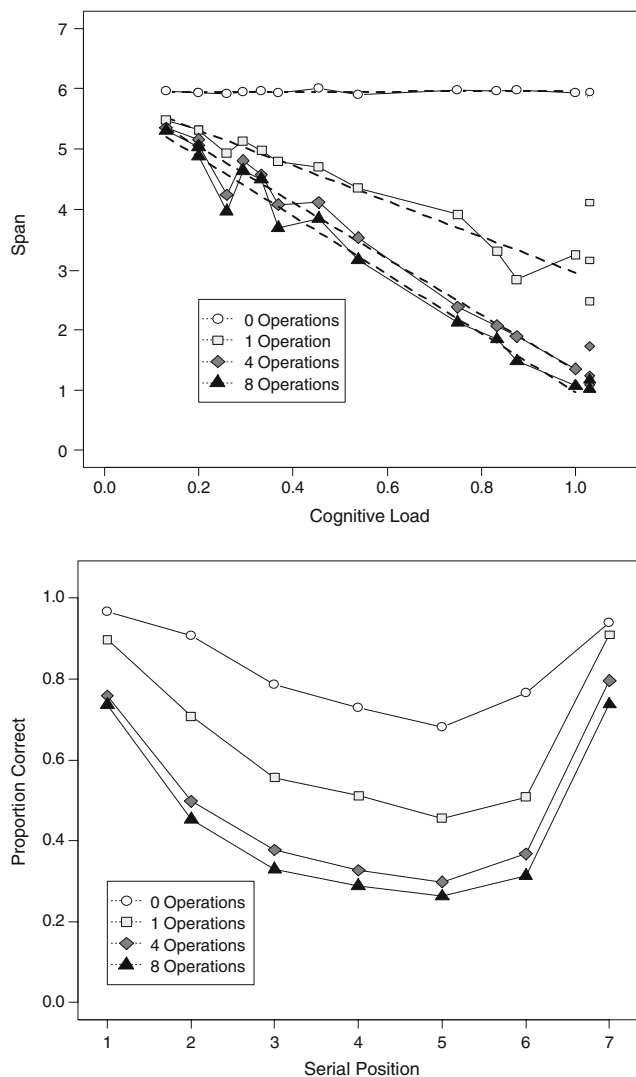 7
6
5
4
3
2
1
0
Span
0 Operations
1 Operation
4 Operations
8 Operations
0.0 0.2 0.4 0.6 0.8 1.0
Cognitive Load
1.0
0.8
0.6
0.4
0.2
0.0
Proportion Correct
0 Operations
1 Operations
4 Operations
8 Operations
1 2 3 4 5 6 7
Serial Position